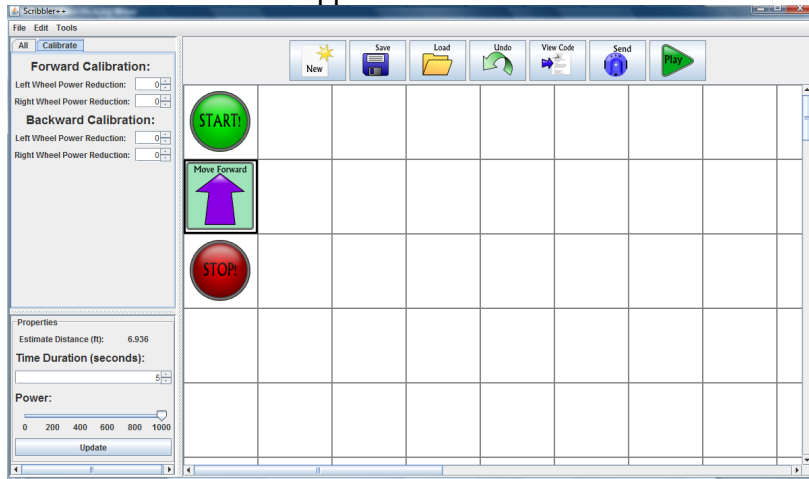 Scribbler++
File Edit Tools
All Calibrate
Forward Calibration:
Left Wheel Power Reduction: 0
Right Wheel Power Reduction: 0
Backward Calibration:
Left Wheel Power Reduction: 0
Right Wheel Power Reduction: 0
New
Save
Load
Undo
View Code
Send
Play
START!
Move Forward
STOP!
Properties
Estimate Distance (ft): 6.936
Time Duration (seconds):
5
Power:
0 200 400 600 800 1000
Update